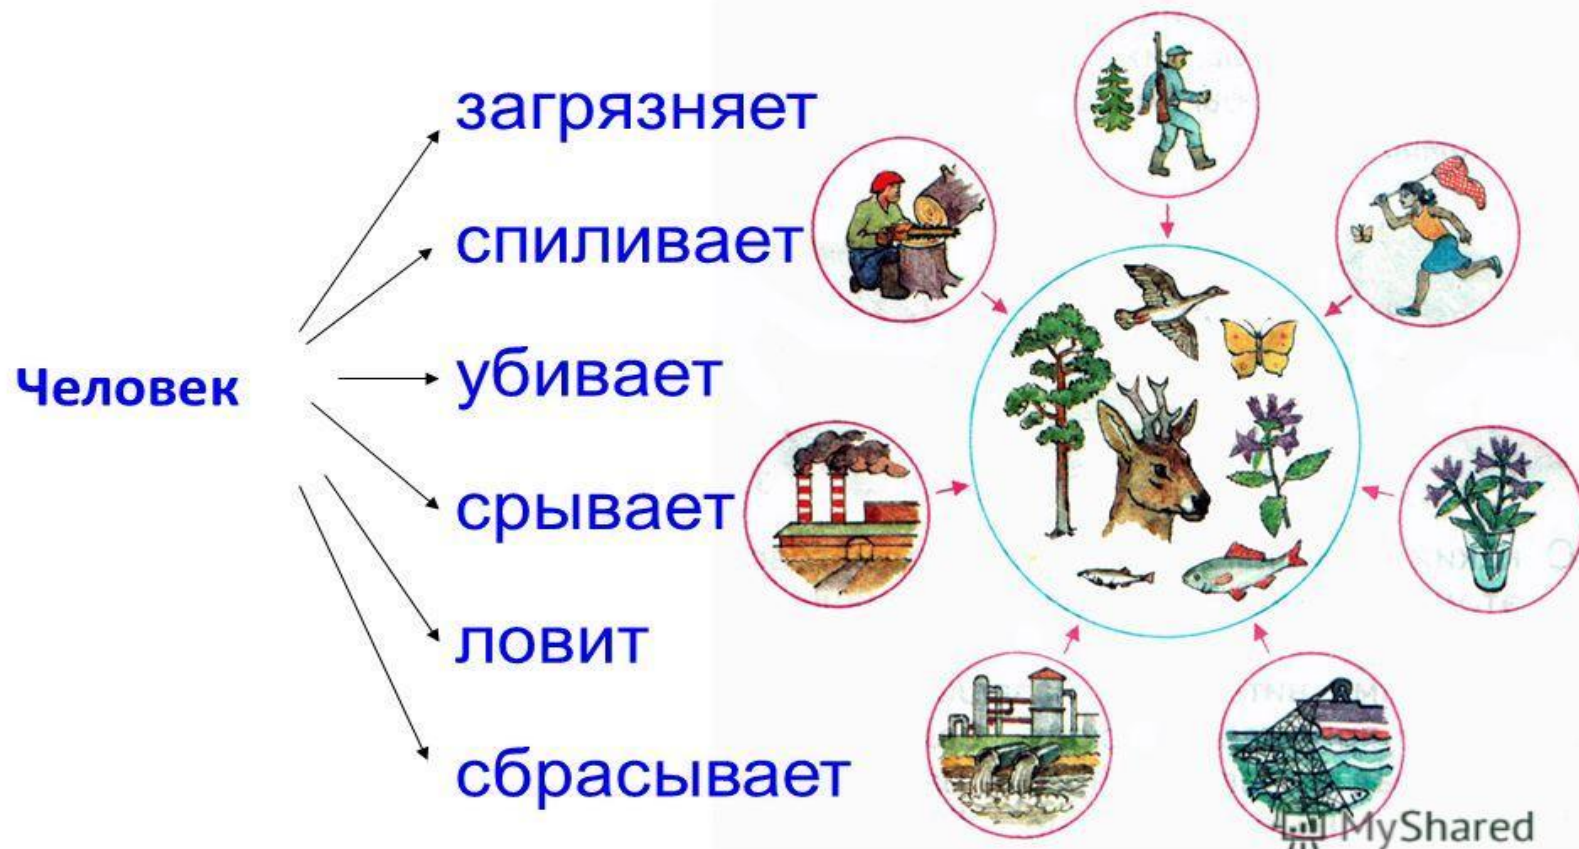 загрязняет
спиливает
убивает
Человек
срывает
ловит
сбрасывает
MyShared